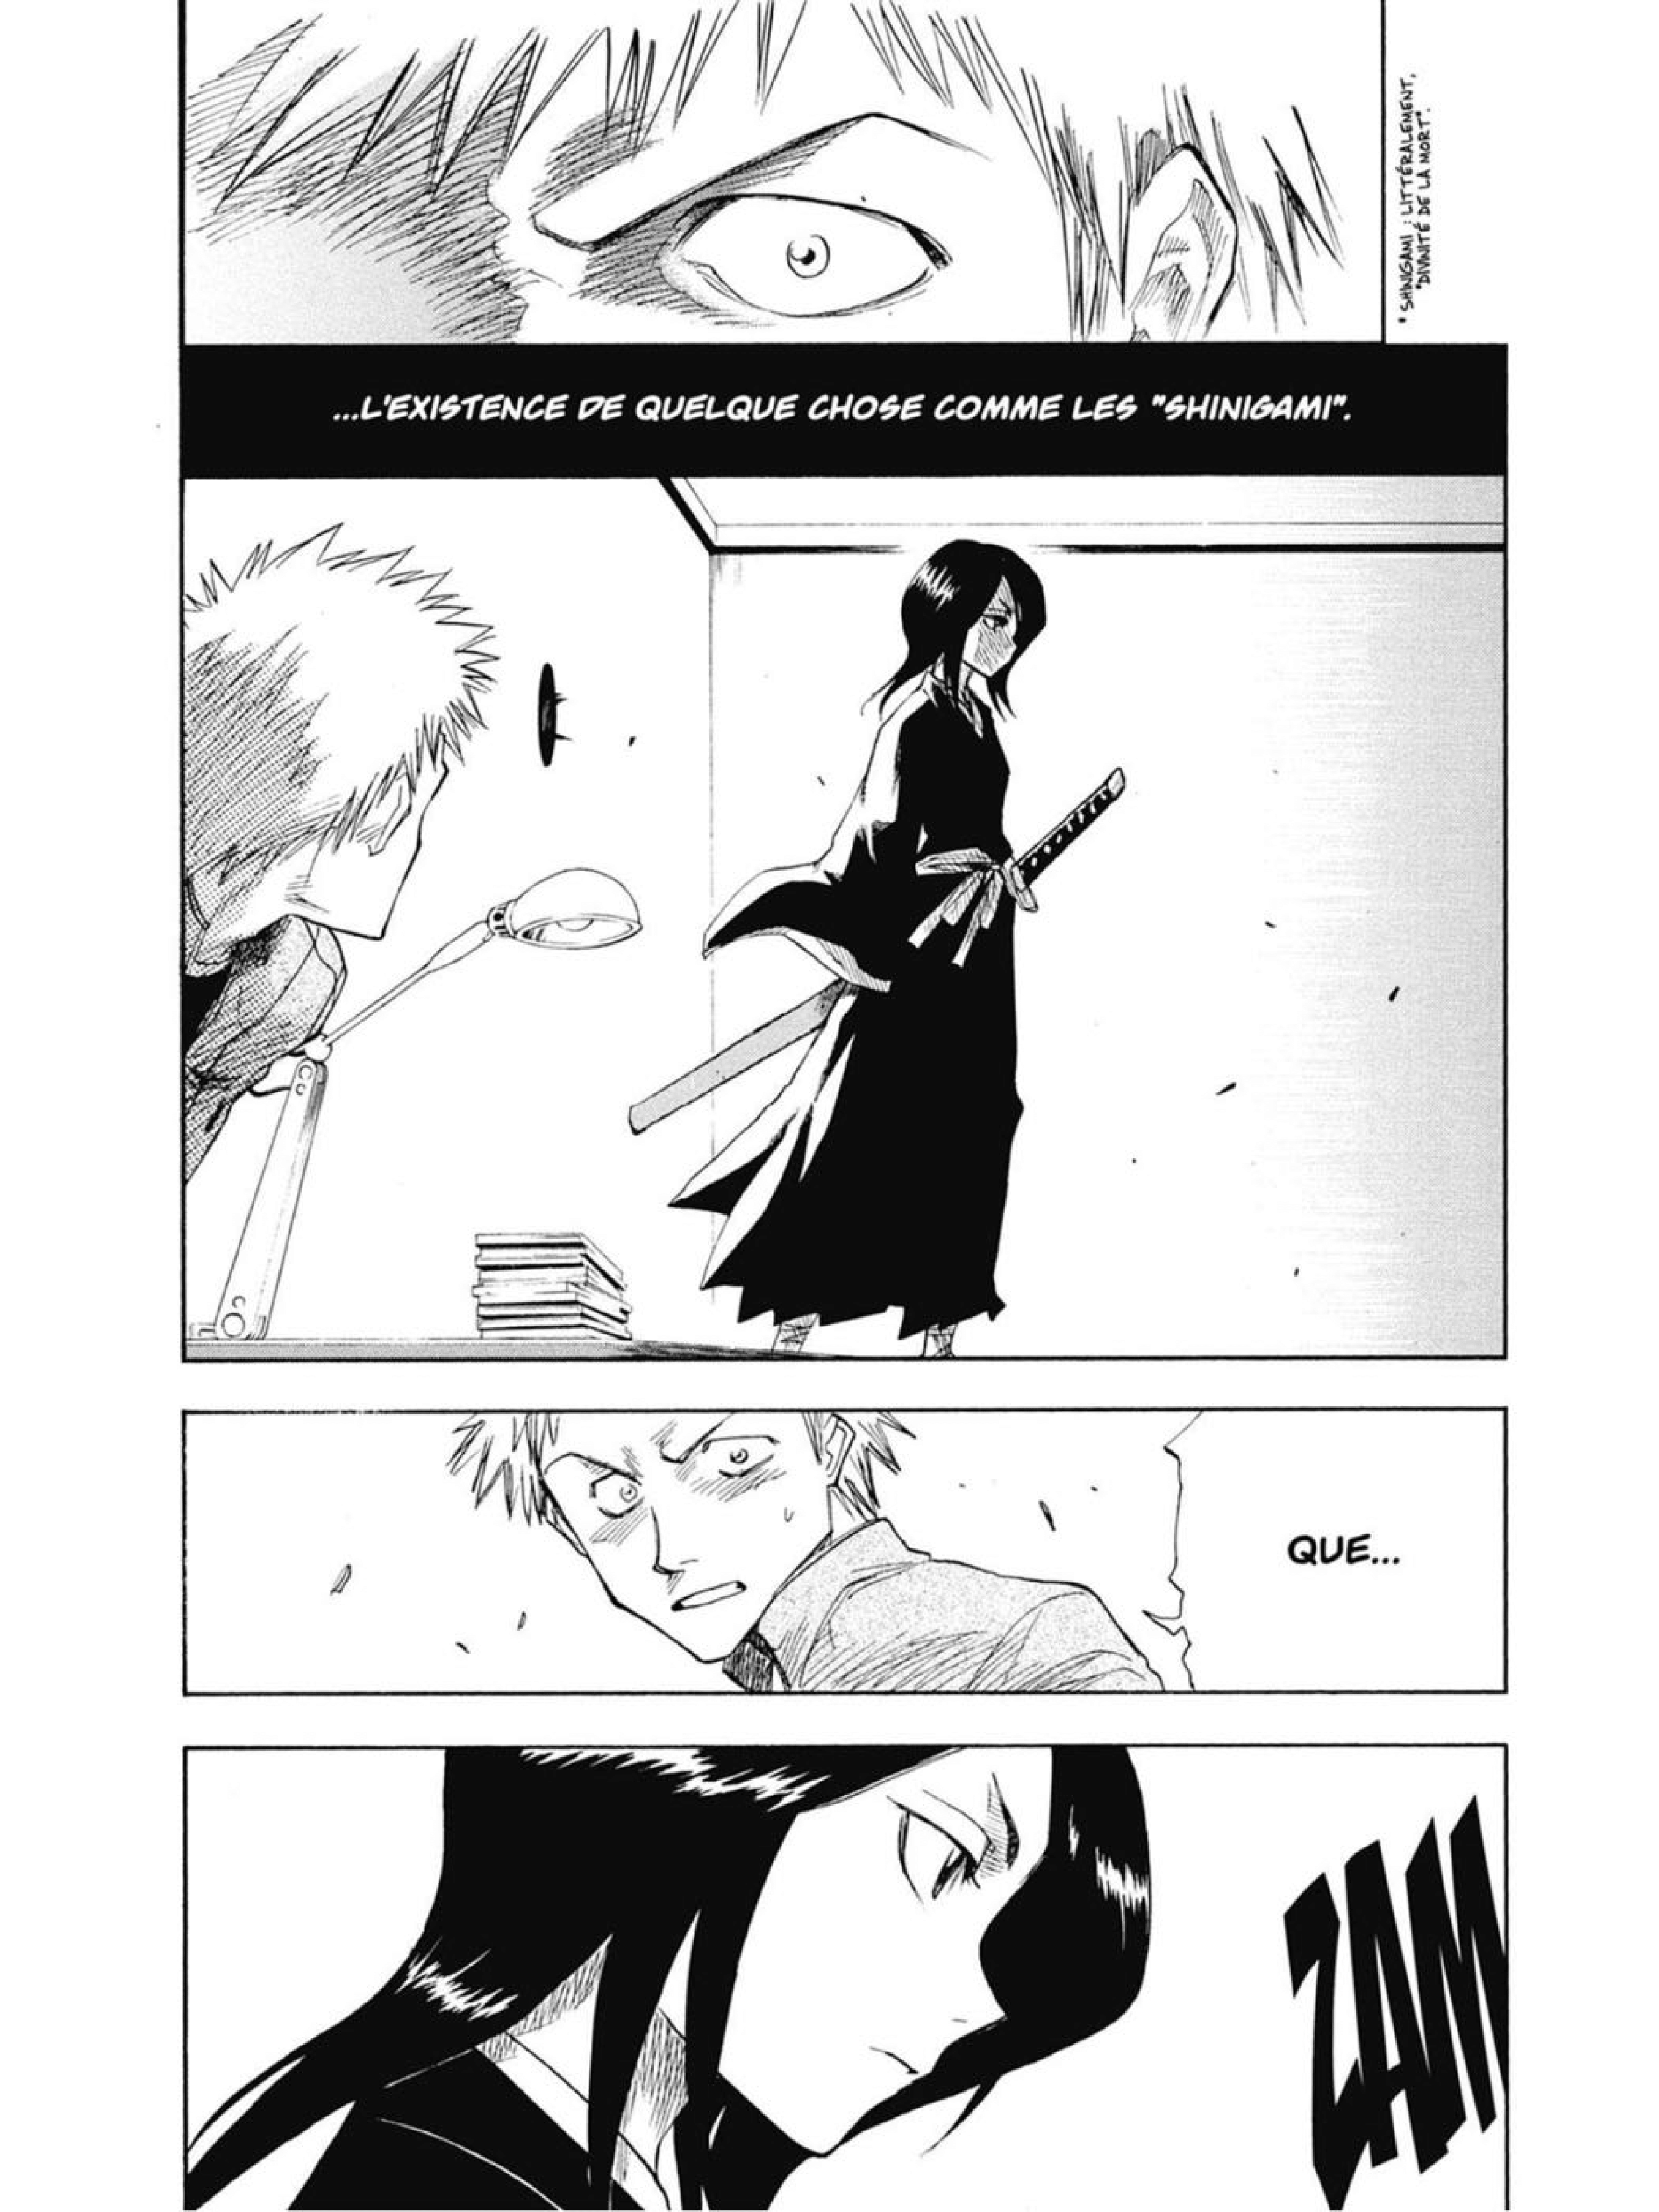 * SHINIGAMI : LITTÉRALEMENT,
"DIVINITÉ DE LA MORT".
...L'EXISTENCE DE QUELQUE CHOSE COMME LES "SHINIGAMI".
!
QUE...
ZAM